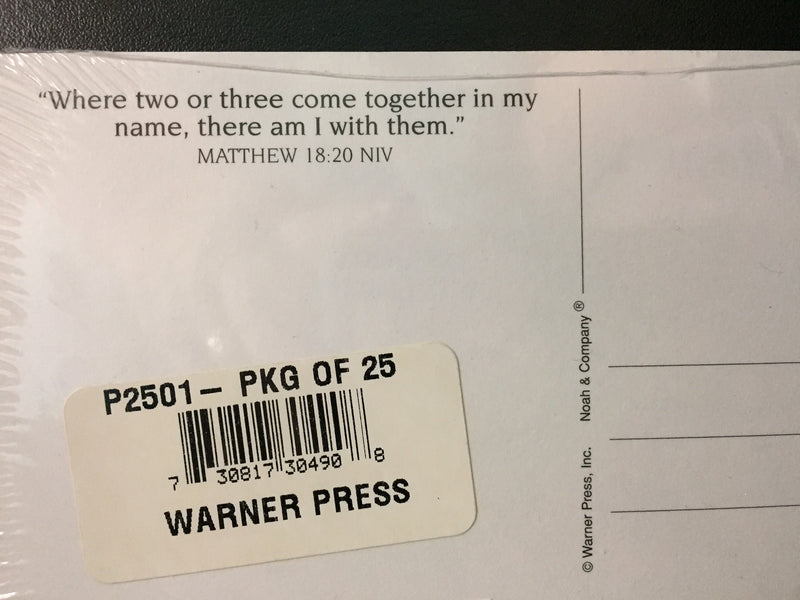 “Where two or three come together in my
name, there am I with them.”
MATTHEW 18:20 NIV
P2501— PKG OF 25
7 30817 30490 8
WARNER PRESS
© Warner Press, Inc. Noah & Company ®